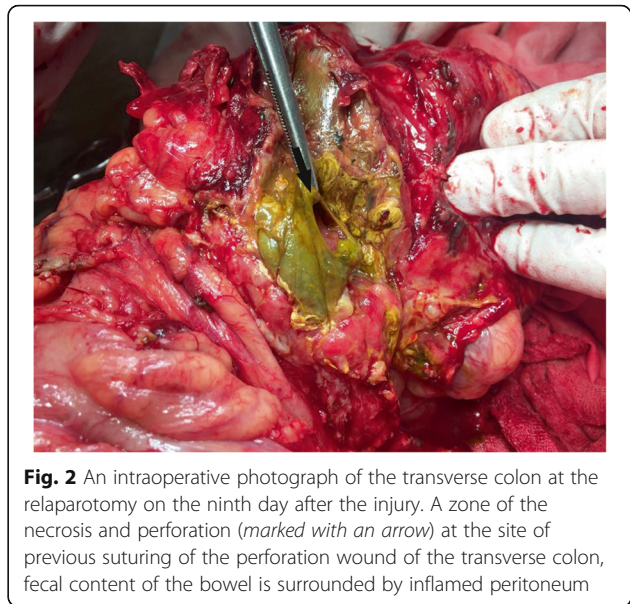 Fig. 2 An intraoperative photograph of the transverse colon at the
relaparotomy on the ninth day after the injury. A zone of the
necrosis and perforation (marked with an arrow) at the site of
previous suturing of the perforation wound of the transverse colon,
fecal content of the bowel is surrounded by inflamed peritoneum